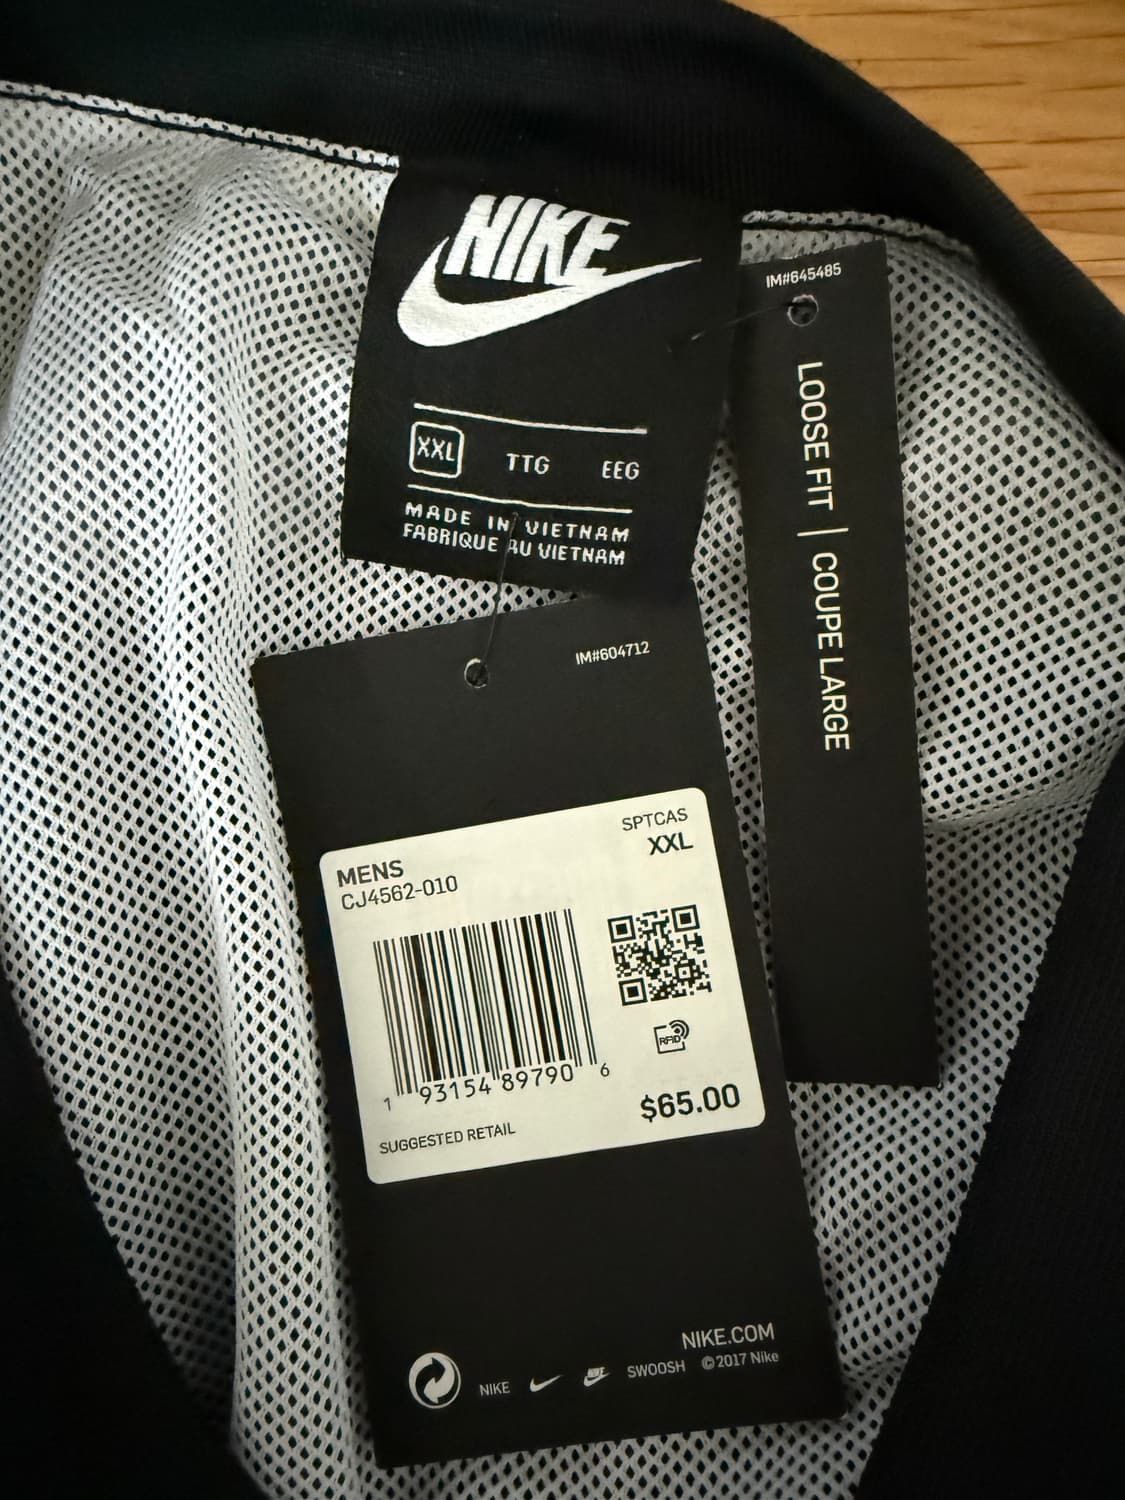 NIKE
XXL TTG EEG
MADE IN VIETNAM
FABRIQUE AU VIETNAM
IM#645485
LOOSE FIT | COUPE LARGE
IM#604712
SPTCAS
XXL
MENS
CJ4562-010
RFID
1 93154 89790 6
$65.00
SUGGESTED RETAIL
NIKE.COM
NIKE NIKE SWOOSH ©2017 Nike